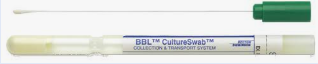 BBL™ CultureSwab™
COLLECTION & TRANSPORT SYSTEM